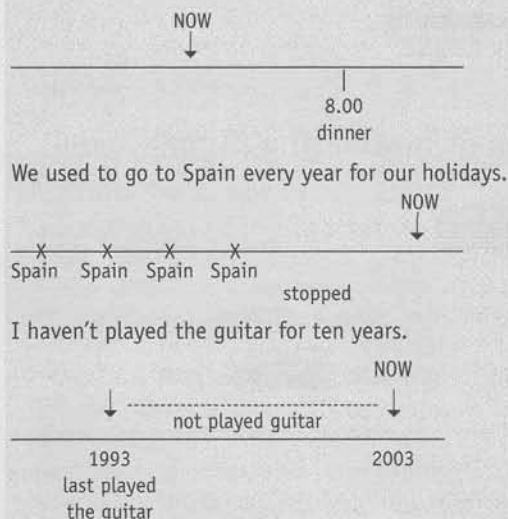 NOW
8.00
dinner
We used to go to Spain every year for our holidays.
NOW
X X X X
Spain Spain Spain Spain
stopped
I haven't played the guitar for ten years.
NOW
not played guitar
1993 2003
last played
the guitar